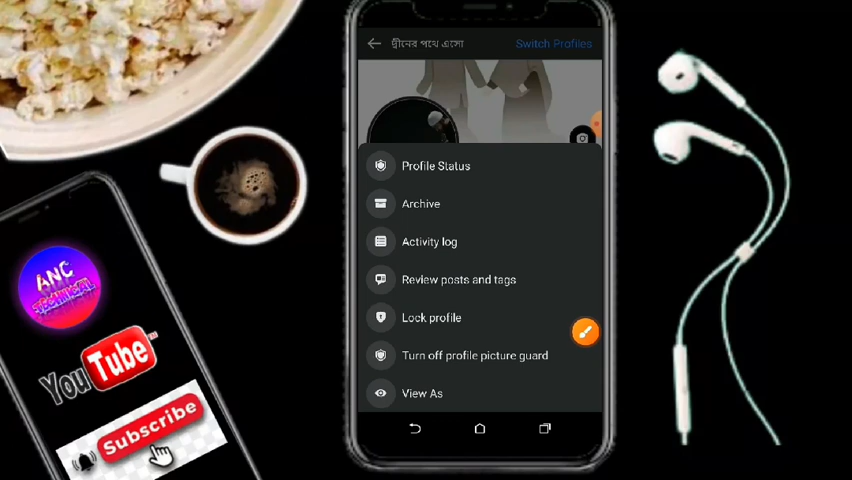 দ্বীনের পথে এসো
Switch Profiles
Profile Status
Archive
Activity log
Review posts and tags
Lock profile
Turn off profile picture guard
View As
ANC
TECHNICAL
YouTube
Subscribe